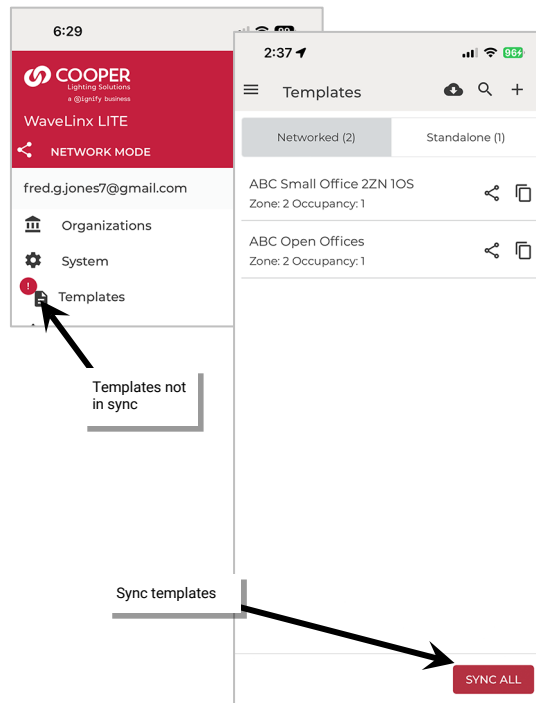 6:29
COOPER
Lighting Solutions
a Signify business
WaveLinx LITE
NETWORK MODE
fred.g.jones7@gmail.com
Organizations
System
!
Templates
Templates not
in sync
2:37
96
Templates
Networked (2)
Standalone (1)
ABC Small Office 2ZN 1OS
Zone: 2 Occupancy: 1
ABC Open Offices
Zone: 2 Occupancy: 1
Sync templates
SYNC ALL